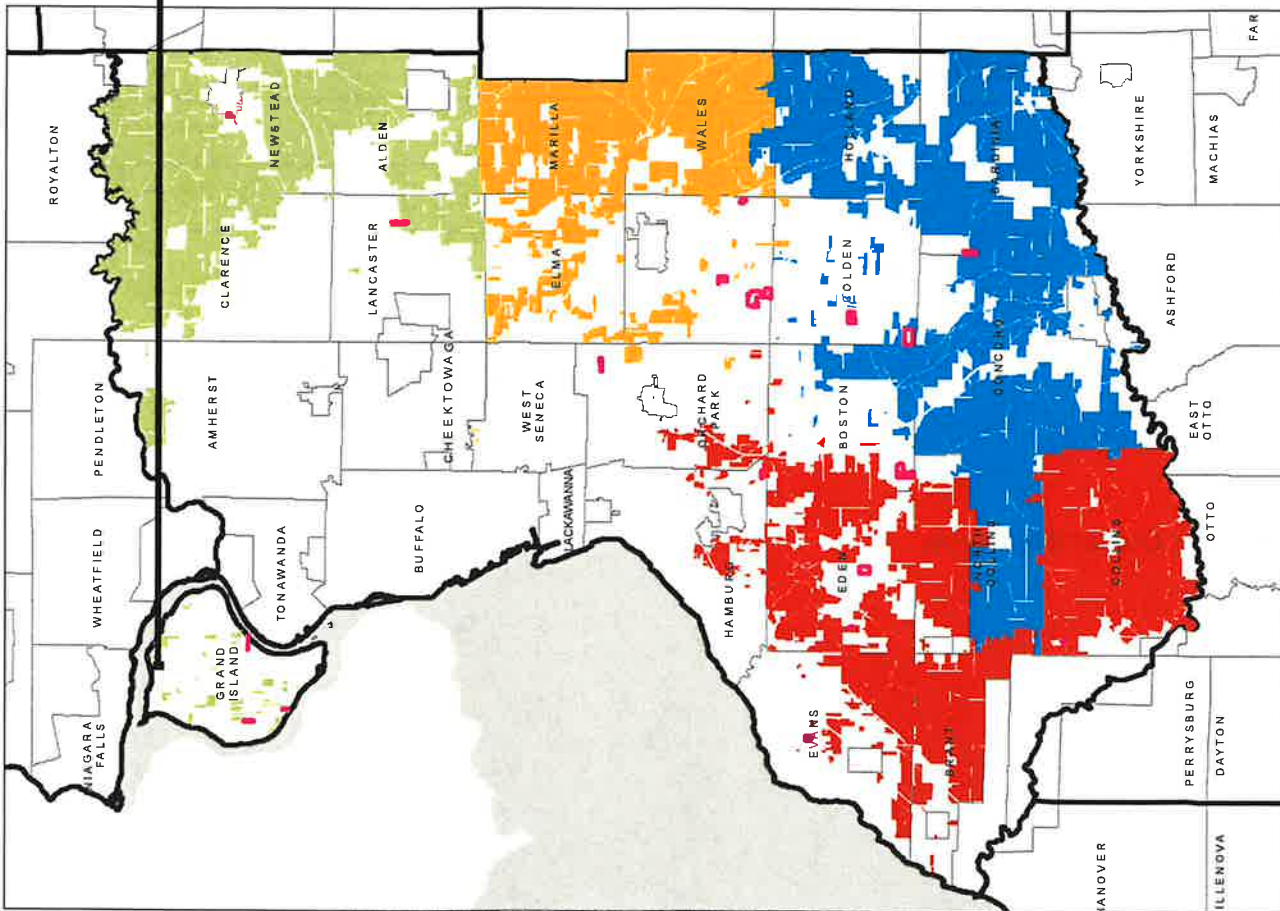 ROYALTON
PENDLETON
WHEATFIELD
NIAGARA
FALLS
NEWSTEAD
CLARENCE
AMHERST
TONAWANDA
GRAND
ISLAND
ALDEN
LANCASTER
CHEEKTOWAGA
BUFFALO
MARILLA
ELMA
WEST
SENECA
LACKAWANNA
WALES
ORCHARD
PARK
HAMBURG
HOLLAND
COLDEN
BOSTON
EDEN
EVANS
SARDINIA
CONCORD
NORTH
COLLINS
BRANT
COLLINS
YORKSHIRE
ASHFORD
EAST
OTTO
OTTO
PERRYSBURG
HANOVER
MACHIAS
DAYTON
ILLENOVA
FAR